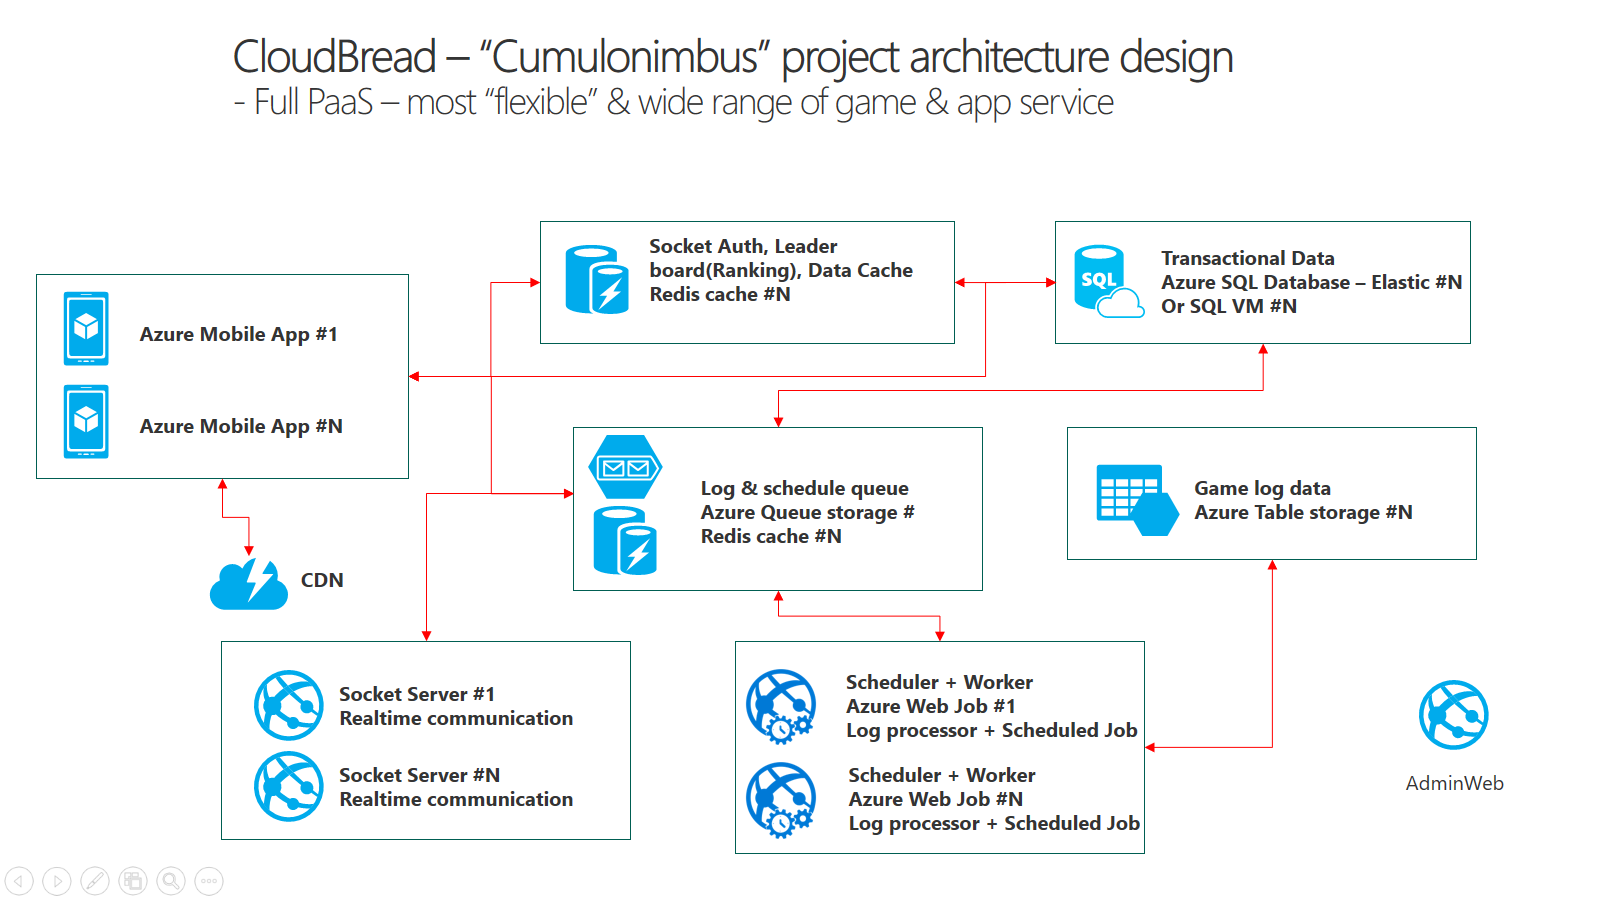 CloudBread – “Cumulonimbus” project architecture design
- Full PaaS – most “flexible” & wide range of game & app service
Socket Auth, Leader
board(Ranking), Data Cache
Redis cache #N
SQL
Transactional Data
Azure SQL Database – Elastic #N
Or SQL VM #N
Azure Mobile App #1
Azure Mobile App #N
Log & schedule queue
Azure Queue storage #
Redis cache #N
Game log data
Azure Table storage #N
CDN
Socket Server #1
Realtime communication
Socket Server #N
Realtime communication
Scheduler + Worker
Azure Web Job #1
Log processor + Scheduled Job
Scheduler + Worker
Azure Web Job #N
Log processor + Scheduled Job
AdminWeb